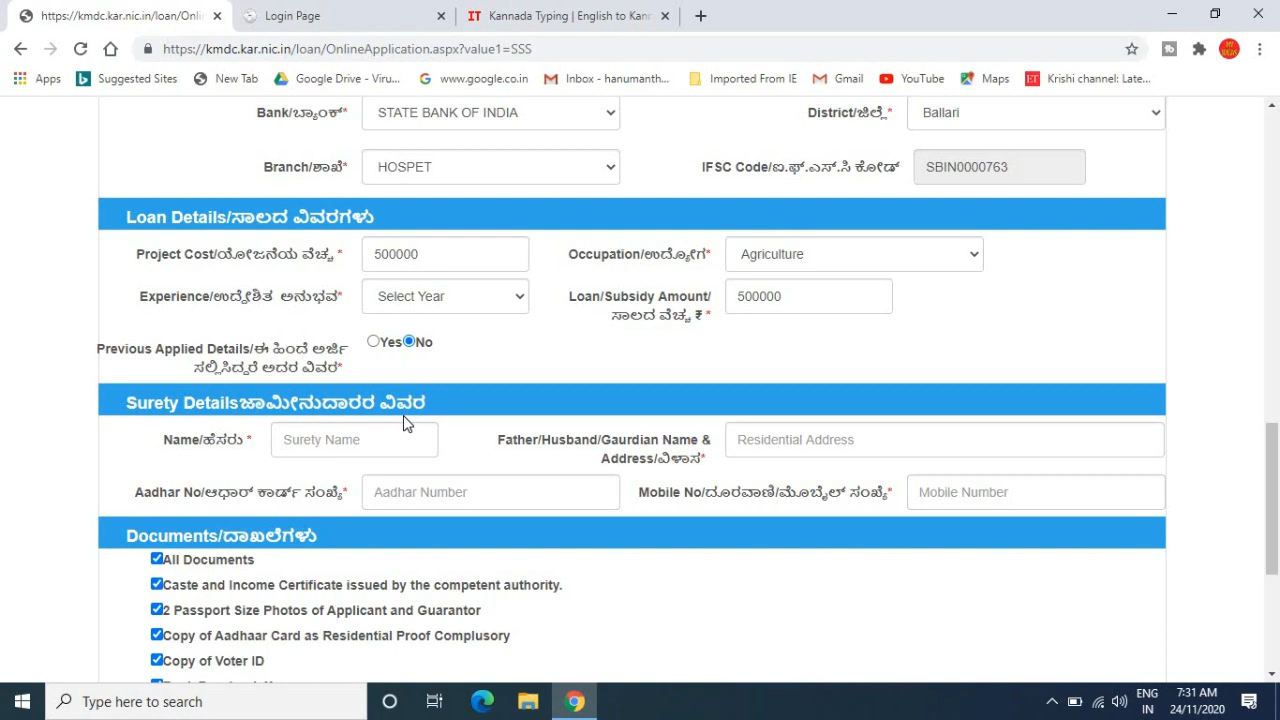 https://kmdc.kar.nic.in/loan/Onlin
Login Page
IT Kannada Typing | English to Kann
https://kmdc.kar.nic.in/loan/OnlineApplication.aspx?value1=SSS
Apps
Suggested Sites
New Tab
Google Drive - Viru...
www.google.co.in
Inbox - hanumanth...
Imported From IE
Gmail
YouTube
Maps
ET Krishi channel: Late...
Bank/ಬ್ಯಾಂಕ್* STATE BANK OF INDIA District/ಜಿಲ್ಲೆ* Ballari
Branch/ಶಾಖೆ* HOSPET IFSC Code/ಐ.ಫ್.ಎಸ್.ಸಿ ಕೋಡ್ SBIN0000763
Loan Details/ಸಾಲದ ವಿವರಗಳು
Project Cost/ಯೋಜನೆಯ ವೆಚ್ಚ * 500000 Occupation/ಉದ್ಯೋಗ* Agriculture
Experience/ಉದ್ದೇಶಿತ ಅನುಭವ* Select Year Loan/Subsidy Amount/ 500000
ಸಾಲದ ವೆಚ್ಚ ₹ *
Previous Applied Details/ಈ ಹಿಂದೆ ಅರ್ಜಿ Yes No
ಸಲ್ಲಿಸಿದ್ದರೆ ಅದರ ವಿವರ*
Surety Detailsಜಾಮೀನುದಾರರ ವಿವರ
Name/ಹೆಸರು * Surety Name Father/Husband/Gaurdian Name & Residential Address
Address/ವಿಳಾಸ*
Aadhar No/ಆಧಾರ್ ಕಾರ್ಡ್ ಸಂಖ್ಯೆ* Aadhar Number Mobile No/ದೂರವಾಣಿ/ಮೊಬೈಲ್ ಸಂಖ್ಯೆ* Mobile Number
Documents/ದಾಖಲೆಗಳು
All Documents
Caste and Income Certificate issued by the competent authority.
2 Passport Size Photos of Applicant and Guarantor
Copy of Aadhaar Card as Residential Proof Complusory
Copy of Voter ID
Type here to search
ENG
IN
7:31 AM
24/11/2020